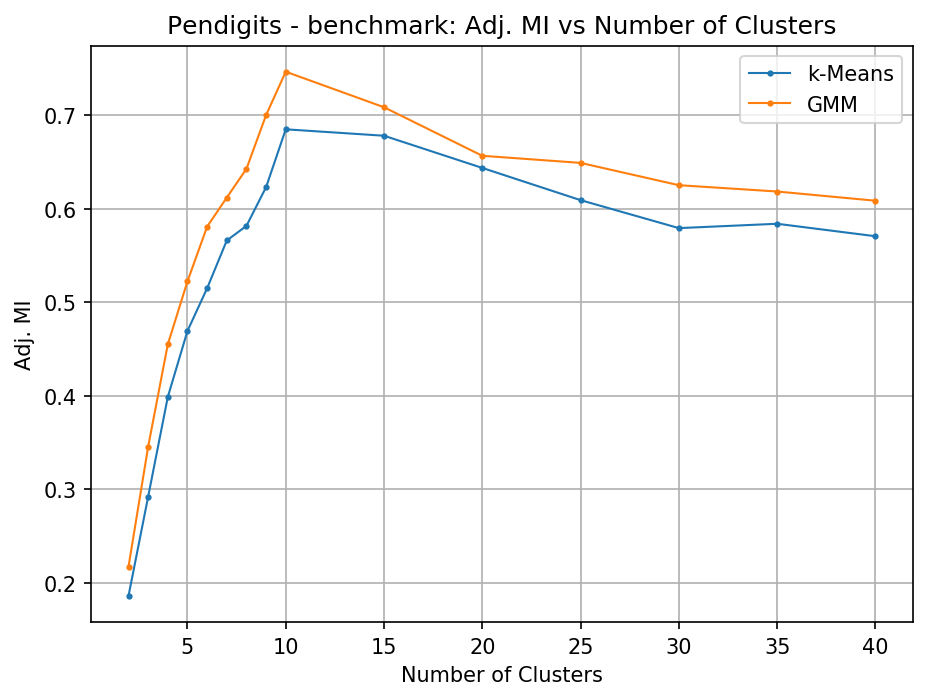 Pendigits - benchmark: Adj. MI vs Number of Clusters
k-Means
GMM
Adj. MI
0.7
0.6
0.5
0.4
0.3
0.2
5 10 15 20 25 30 35 40
Number of Clusters